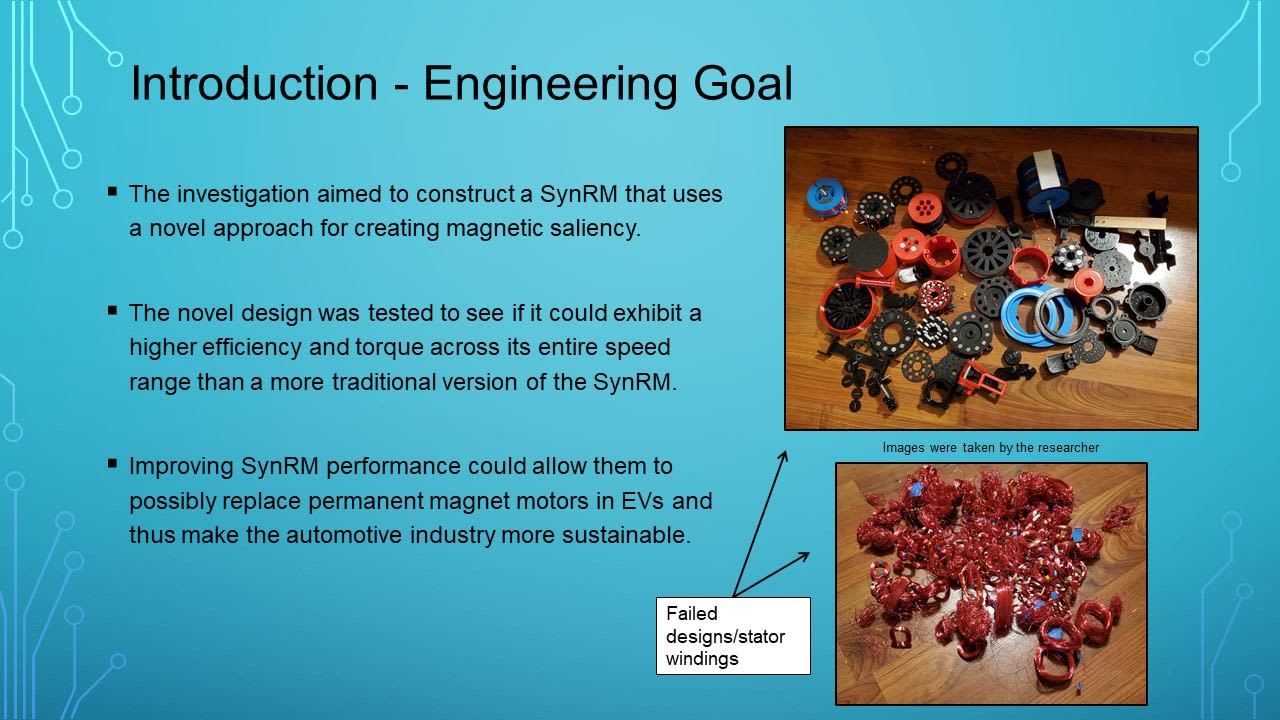 Introduction - Engineering Goal
▪ The investigation aimed to construct a SynRM that uses
a novel approach for creating magnetic saliency.
▪ The novel design was tested to see if it could exhibit a
higher efficiency and torque across its entire speed
range than a more traditional version of the SynRM.
▪ Improving SynRM performance could allow them to
possibly replace permanent magnet motors in EVs and
thus make the automotive industry more sustainable.
Images were taken by the researcher
Failed
designs/stator
windings